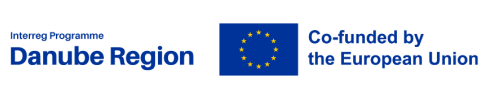 Interreg Programme
Danube Region
Co-funded by
the European Union